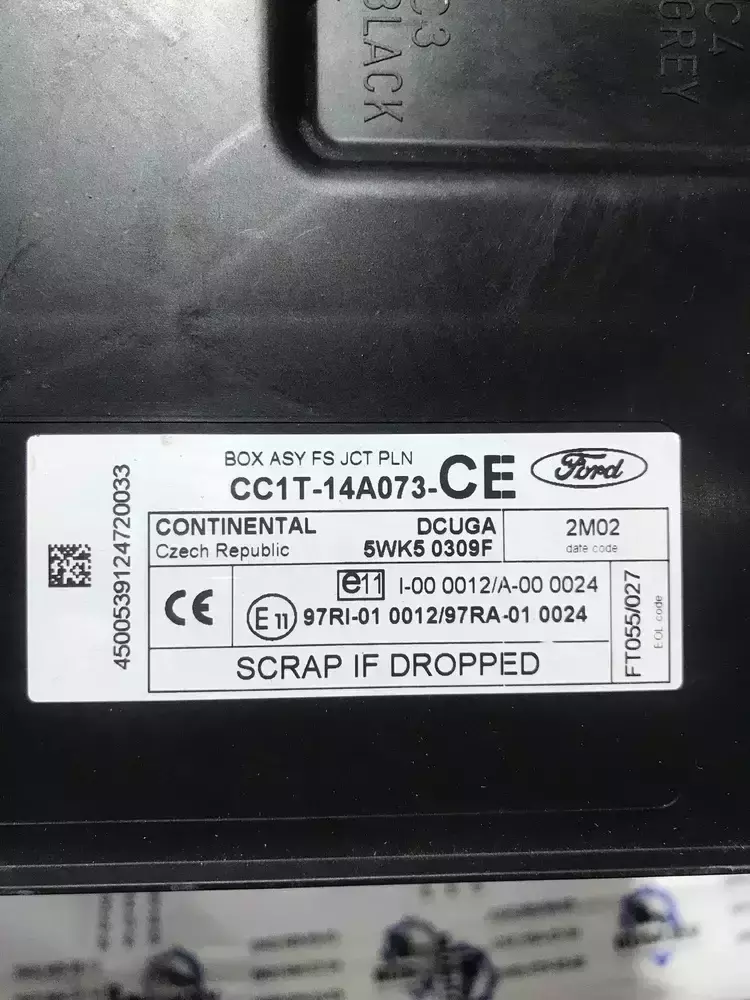 C3
BLACK
C4
GREY
BOX ASY FS JCT PLN
CC1T-14A073-CE
Ford
CONTINENTAL
Czech Republic
DCUGA
5WK5 0309F
2M02
date code
4500539124720033
CE
e11 I-00 0012/A-00 0024
E11 97RI-01 0012/97RA-01 0024
SCRAP IF DROPPED
FT055/027
EOL code